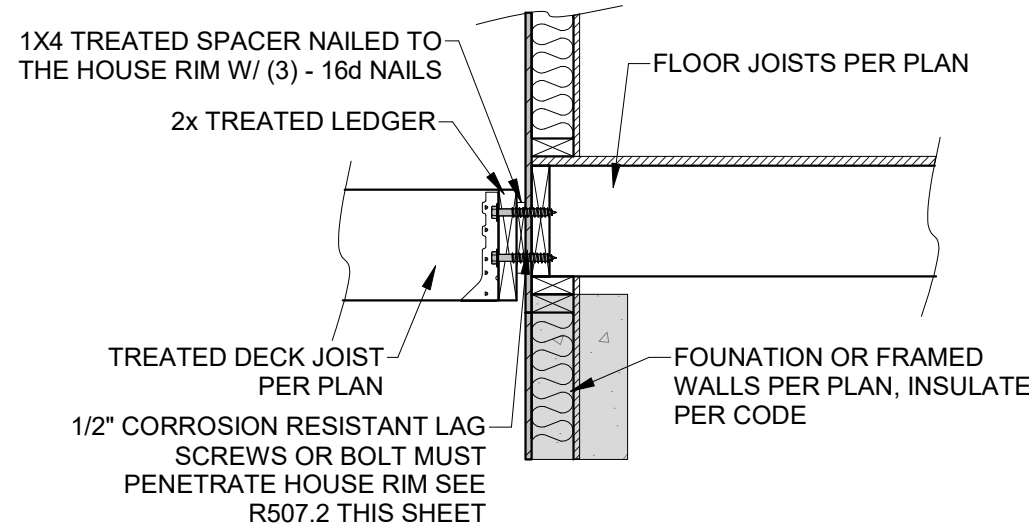 1X4 TREATED SPACER NAILED TO
THE HOUSE RIM W/ (3) - 16d NAILS
2x TREATED LEDGER
FLOOR JOISTS PER PLAN
TREATED DECK JOIST
PER PLAN
FOUNATION OR FRAMED
WALLS PER PLAN, INSULATE
PER CODE
1/2" CORROSION RESISTANT LAG
SCREWS OR BOLT MUST
PENETRATE HOUSE RIM SEE
R507.2 THIS SHEET